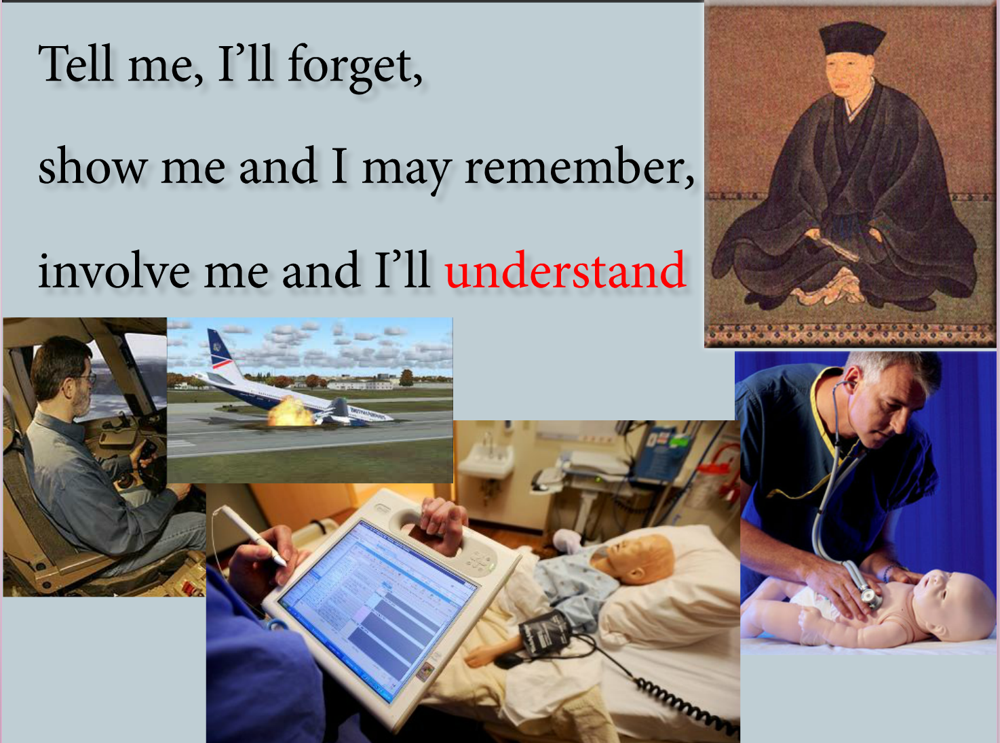 Tell me, I’ll forget,
show me and I may remember,
involve me and I’ll understand